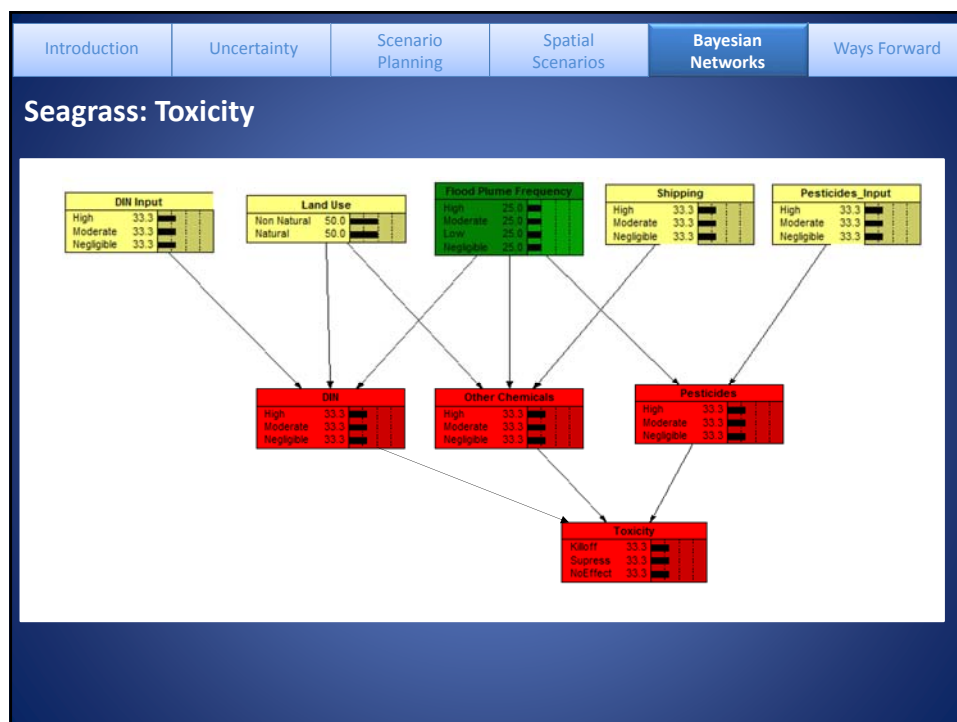 Introduction
Uncertainty
Scenario
Planning
Spatial
Scenarios
Bayesian
Networks
Ways Forward
Seagrass: Toxicity
DIN Input
High 33.3
Moderate 33.3
Negligible 33.3
Land Use
Non Natural 50.0
Natural 50.0
Flood Plume Frequency
High 25.0
Moderate 25.0
Low 25.0
Negligible 25.0
Shipping
High 33.3
Moderate 33.3
Negligible 33.3
Pesticides_Input
High 33.3
Moderate 33.3
Negligible 33.3
DIN
High 33.3
Moderate 33.3
Negligible 33.3
Other Chemicals
High 33.3
Moderate 33.3
Negligible 33.3
Pesticides
High 33.3
Moderate 33.3
Negligible 33.3
Toxicity
Killoff 33.3
Supress 33.3
NoEffect 33.3